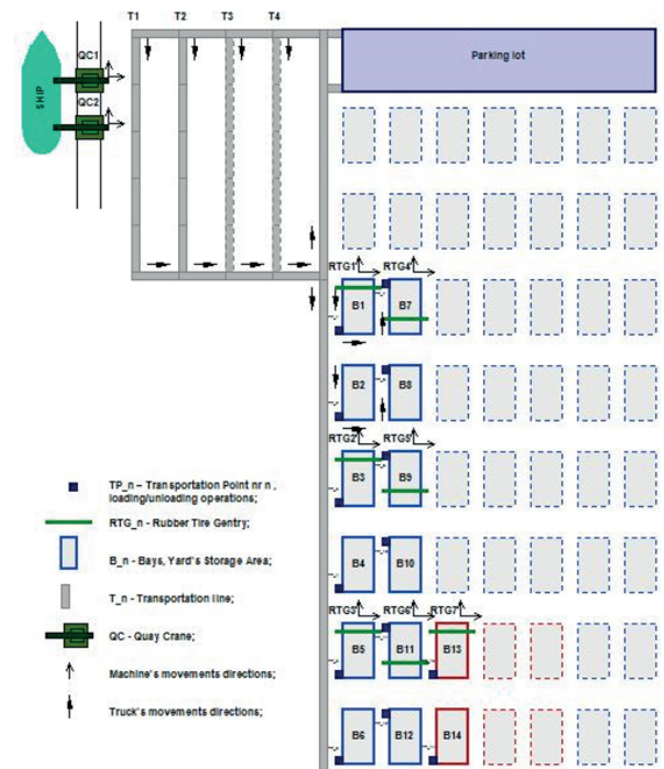 T1 T2 T3 T4
QC1
QC2
SHIP
Parking lot
RTG1 RTG4
B1 B7
B2 B8
RTG2 RTG5
B3 B9
B4 B10
RTG3 RTG6 RTG7
B5 B11 B13
B6 B12 B14
TP_n – Transportation Point nr n ,
loading/unloading operations;
RTG_n - Rubber Tire Gentry;
B_n - Bays, Yard's Storage Area;
T_n - Transportation line;
QC - Quay Crane;
Machine's movements directions;
Truck's movements directions;